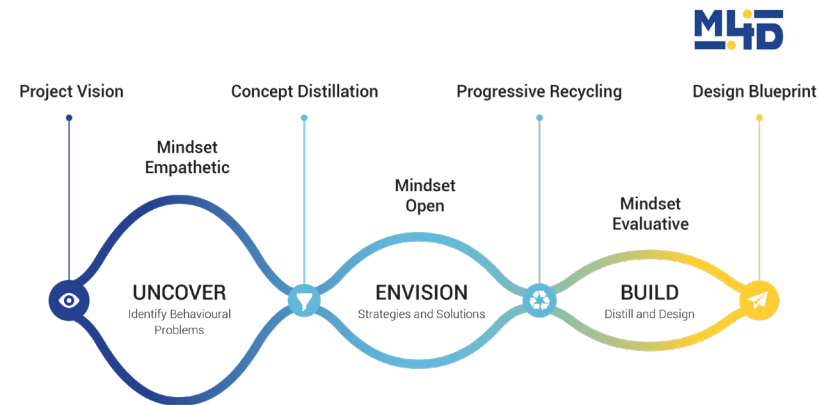 ML4D
Project Vision
Concept Distillation
Progressive Recycling
Design Blueprint
Mindset
Empathetic
Mindset
Open
Mindset
Evaluative
UNCOVER
Identify Behavioural
Problems
ENVISION
Strategies and Solutions
BUILD
Distill and Design